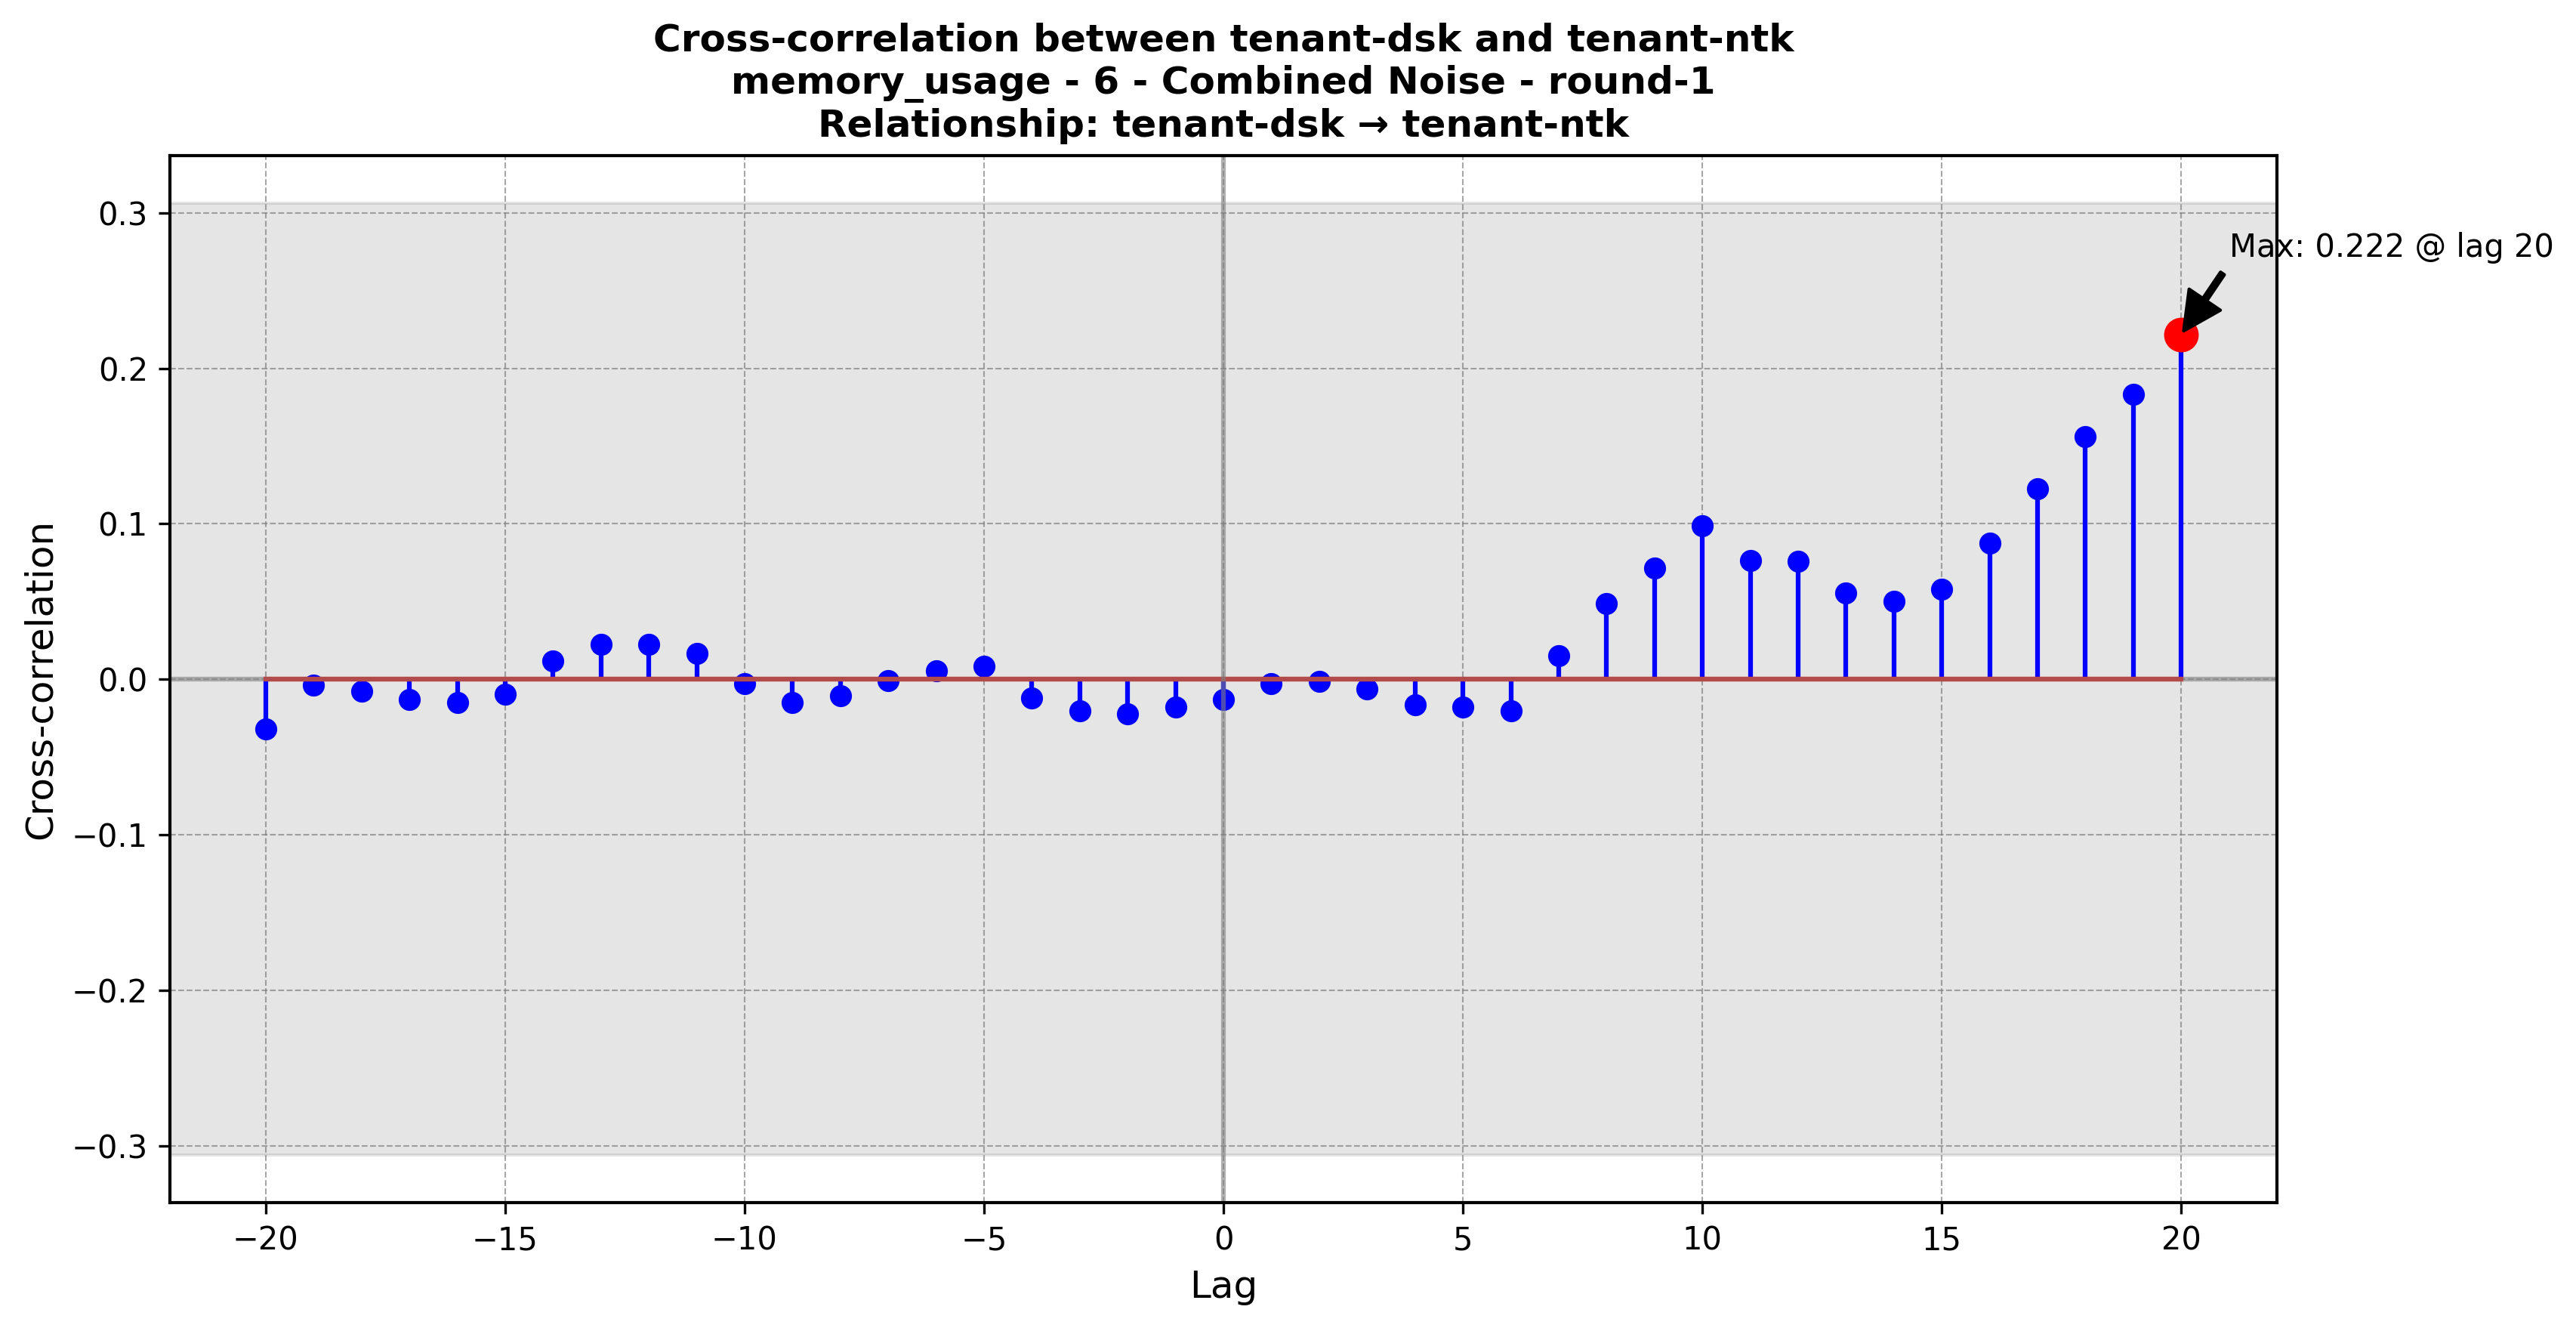 Cross-correlation between tenant-dsk and tenant-ntk
memory_usage - 6 - Combined Noise - round-1
Relationship: tenant-dsk → tenant-ntk
Max: 0.222 @ lag 20
Cross-correlation
0.3
0.2
0.1
0.0
−0.1
−0.2
−0.3
−20
−15
−10
−5
0
5
10
15
20
Lag